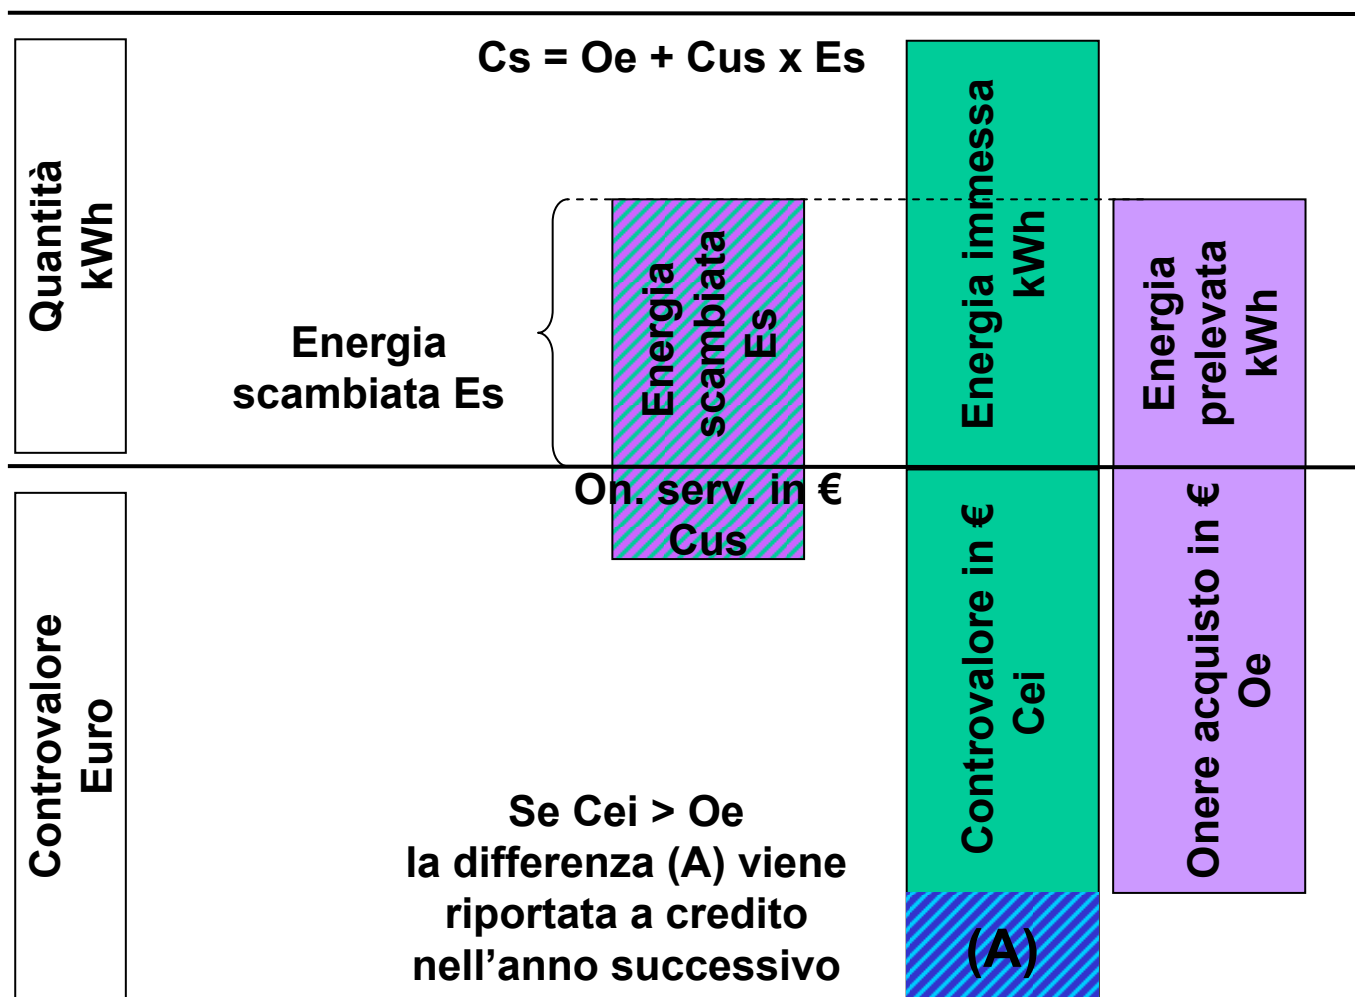 Cs = Oe + Cus x Es
Quantità
kWh
Energia
scambiata Es
Energia
scambiata
Es
Energia immessa
kWh
Energia
prelevata
kWh
On. serv. in €
Cus
Controvalore
Euro
Controvalore in €
Cei
Onere acquisto in €
Oe
Se Cei > Oe
la differenza (A) viene
riportata a credito
nell’anno successivo
(A)